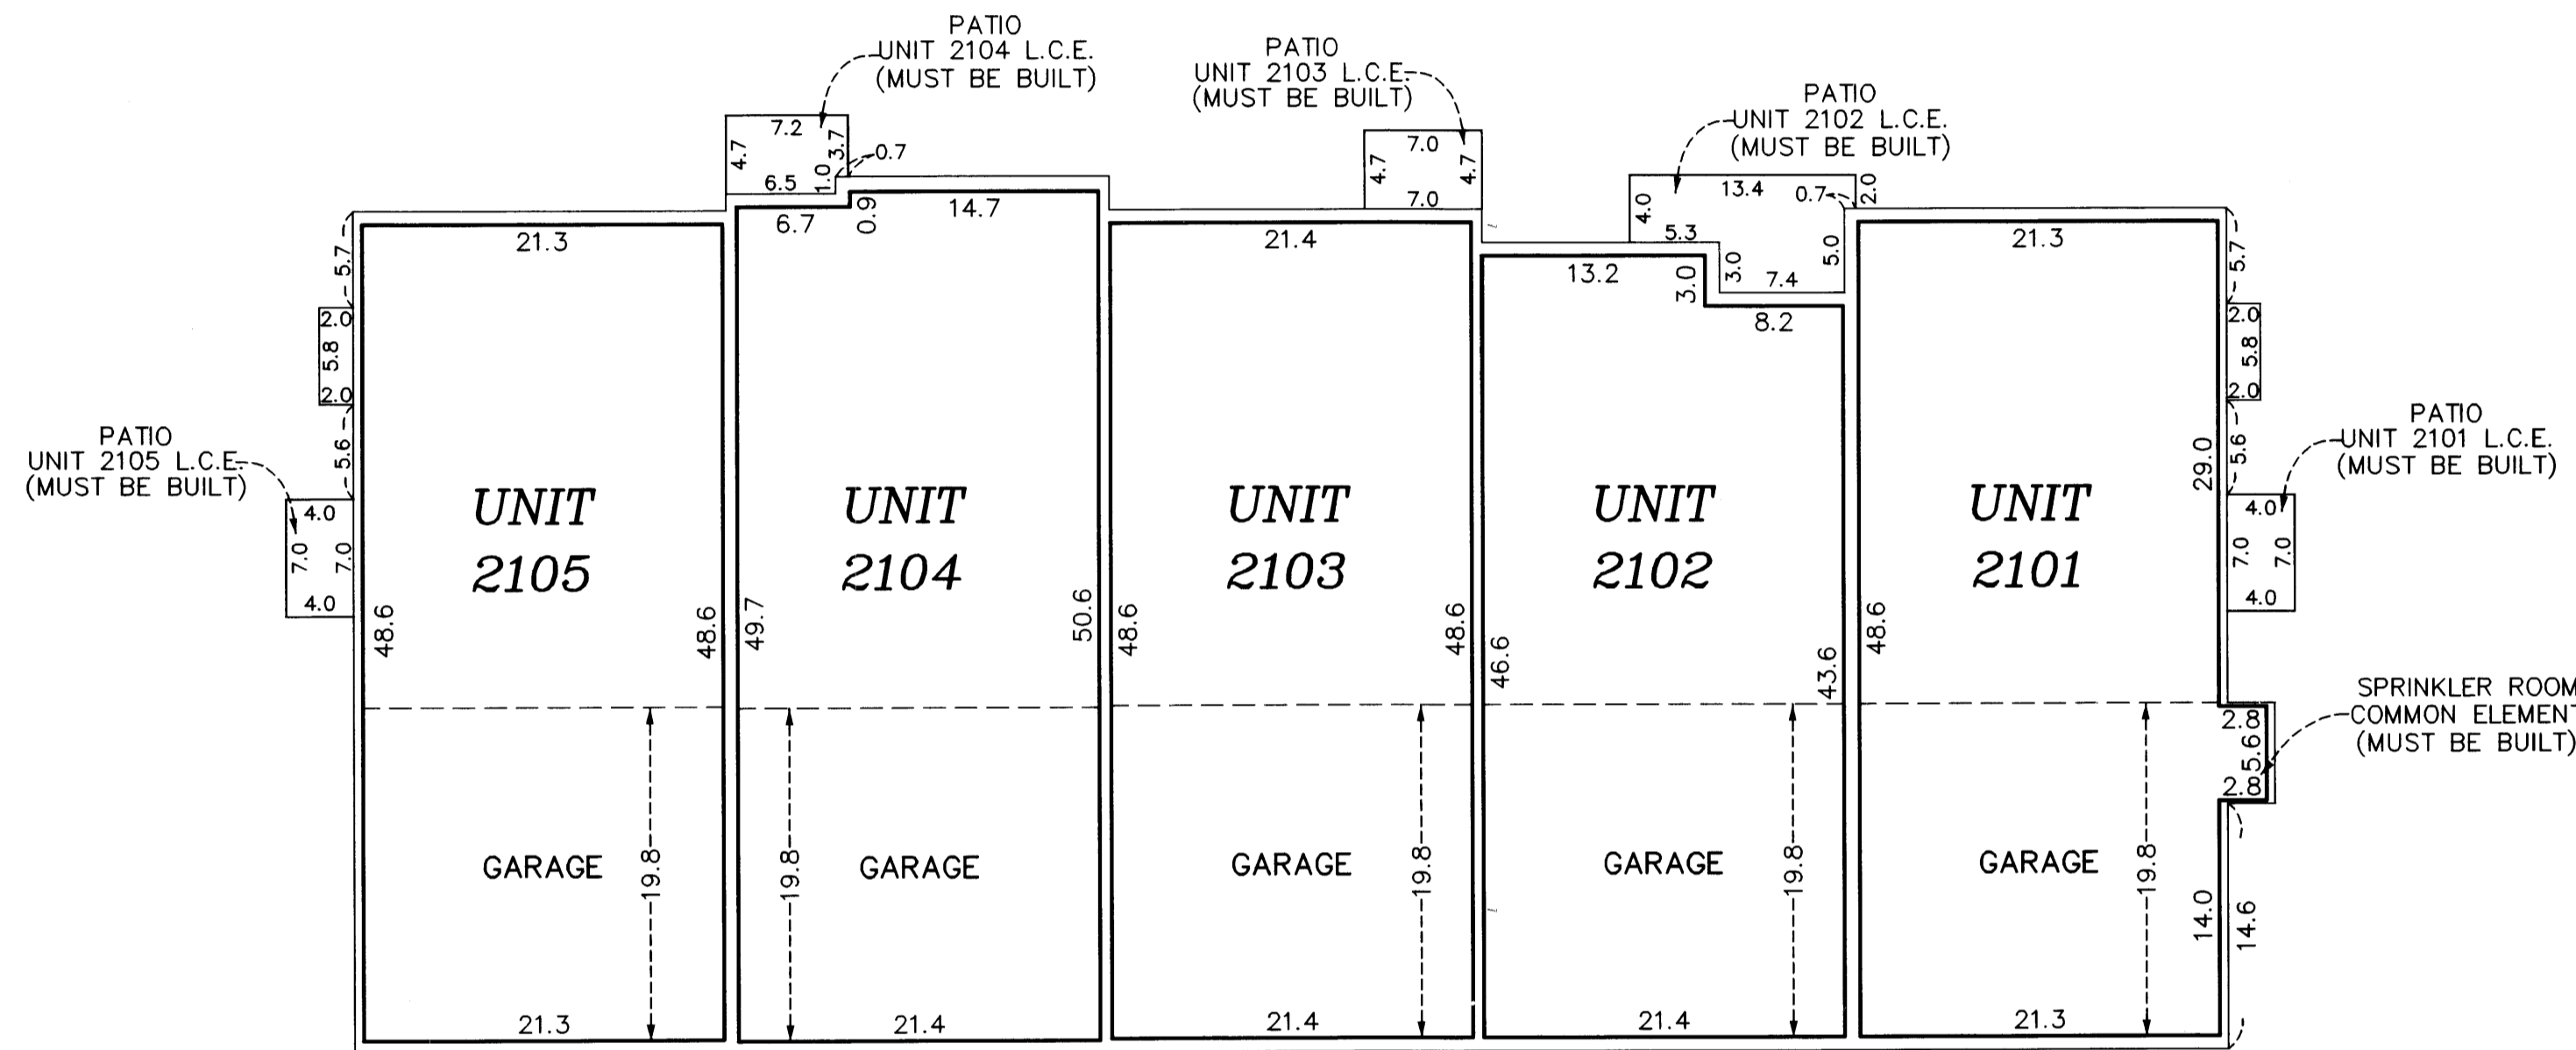 PATIO
UNIT 2104 L.C.E.
(MUST BE BUILT)
PATIO
UNIT 2103 L.C.E.
(MUST BE BUILT)
PATIO
UNIT 2102 L.C.E.
(MUST BE BUILT)
7.2
4.7
3.7
0.7
6.5
1.0
7.0
4.7
4.7
7.0
13.4
0.7
2.0
4.0
5.3
3.0
7.4
5.0
21.3
6.7
0.9
14.7
21.4
13.2
3.0
8.2
21.3
5.7
2.0
5.8
2.0
5.6
5.7
2.0
5.8
2.0
5.6
PATIO
UNIT 2105 L.C.E.
(MUST BE BUILT)
4.0
7.0
7.0
4.0
PATIO
UNIT 2101 L.C.E.
(MUST BE BUILT)
4.0
7.0
7.0
4.0
29.0
UNIT
2105
UNIT
2104
UNIT
2103
UNIT
2102
UNIT
2101
48.6
48.6
49.7
50.6
48.6
48.6
46.6
43.6
48.6
SPRINKLER ROOM
COMMON ELEMENT
(MUST BE BUILT)
2.8
5.6
2.8
GARAGE
19.8
19.8
GARAGE
GARAGE
19.8
GARAGE
19.8
GARAGE
19.8
14.0
14.6
21.3
21.4
21.4
21.4
21.3